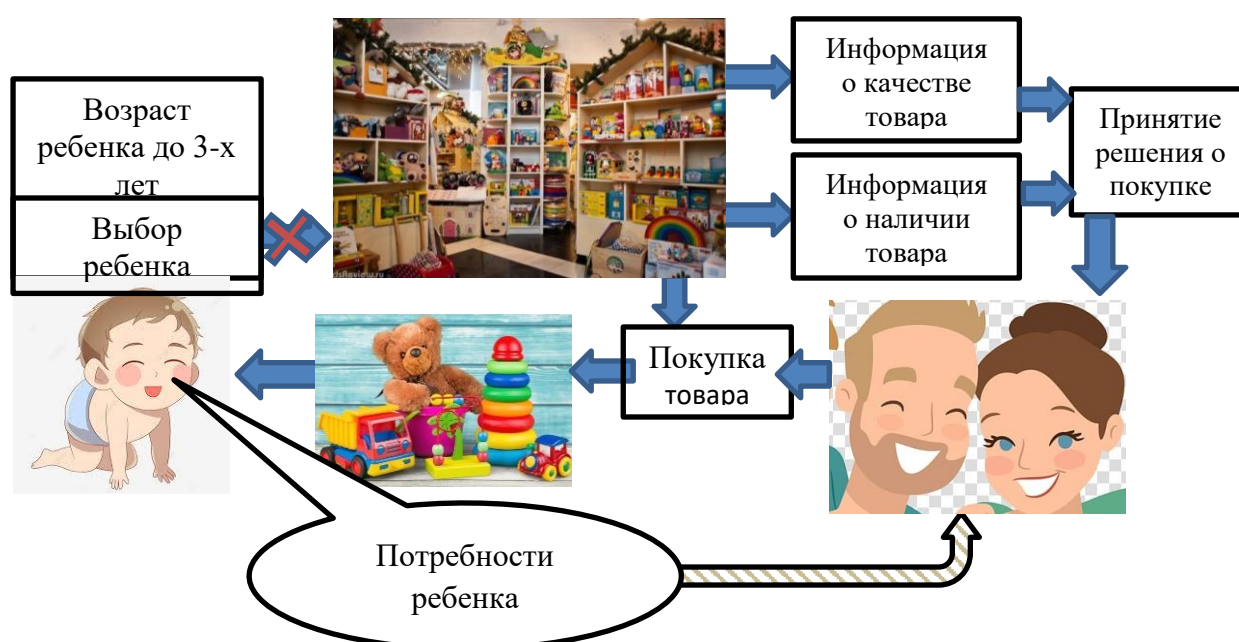 Возраст
ребенка до 3-х
лет
Выбор
ребенка
Информация
о качестве
товара
Информация
о наличии
товара
Принятие
решения о
покупке
Покупка
товара
Потребности
ребенка